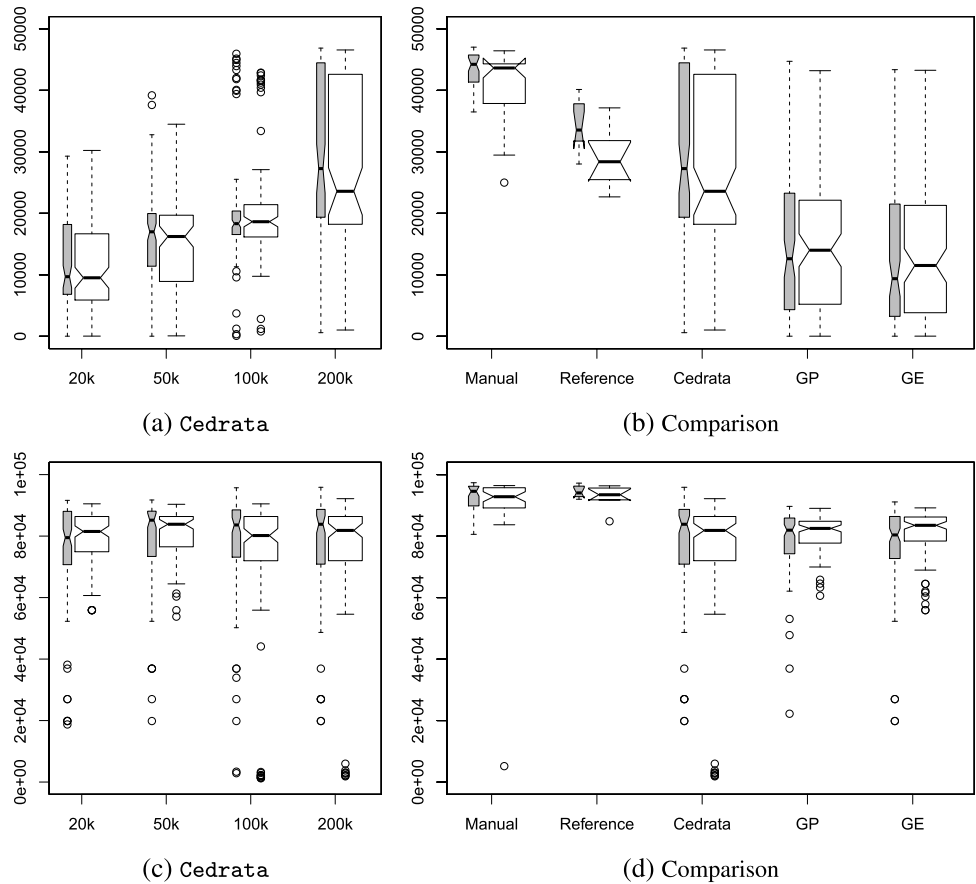 50000
40000
30000
20000
10000
0
20k 50k 100k 200k
(a) Cedrata
50000
40000
30000
20000
10000
0
Manual Reference Cedrata GP GE
(b) Comparison
1e+05
8e+04
6e+04
4e+04
2e+04
0e+00
20k 50k 100k 200k
(c) Cedrata
1e+05
8e+04
6e+04
4e+04
2e+04
0e+00
Manual Reference Cedrata GP GE
(d) Comparison